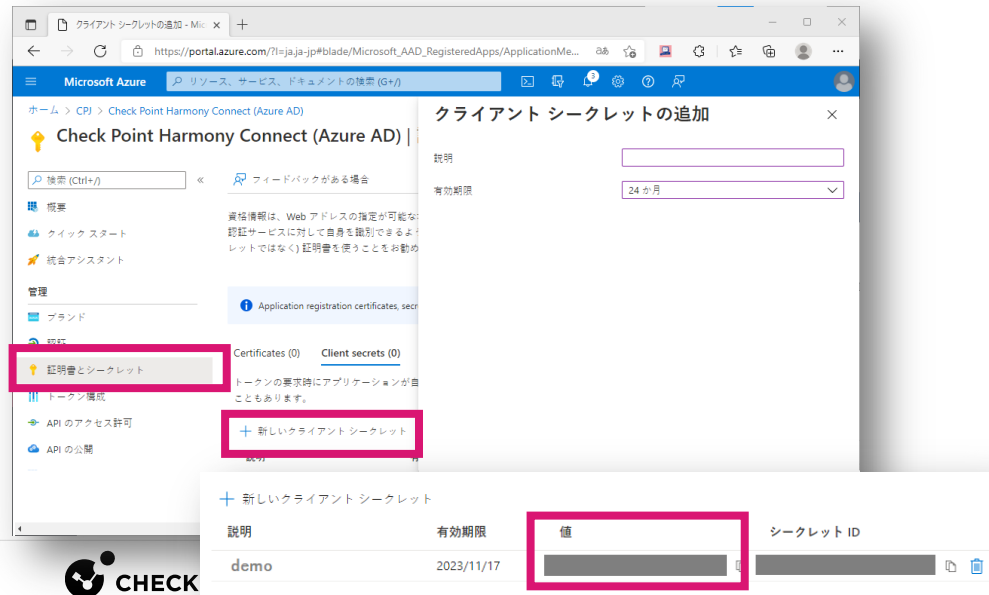 クライアント シークレットの追加 - Mic
https://portal.azure.com/?l=ja.ja-jp#blade/Microsoft_AAD_RegisteredApps/ApplicationMe...
Microsoft Azure
リソース、サービス、ドキュメントの検索 (G+/)
3
ホーム > CPJ > Check Point Harmony Connect (Azure AD)
Check Point Harmony Connect (Azure AD) |
検索 (Ctrl+/)
«
フィードバックがある場合
概要
クイック スタート
統合アシスタント
管理
ブランド
認証
証明書とシークレット
トークン構成
API のアクセス許可
API の公開
資格情報は、Web アドレスの指定が可能な
認証サービスに対して自身を識別できるよ
レットではなく) 証明書を使うことをお勧め
Application registration certificates, secr
Certificates (0)
Client secrets (0)
トークンの要求時にアプリケーションが自
こともあります。
+ 新しいクライアント シークレット
説明
クライアント シークレットの追加
説明
有効期限
24 か月
+ 新しいクライアント シークレット
説明 有効期限 値 シークレット ID
demo 2023/11/17
CHECK